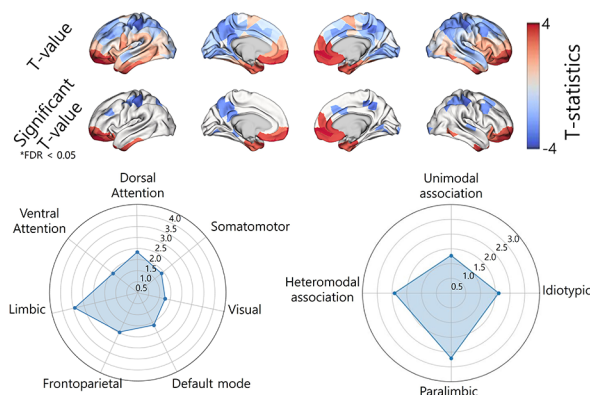 T-value
4
-4
T-statistics
Significant
T-value
*FDR < 0.05
Dorsal
Attention
Ventral
Attention
Somatomotor
Limbic
Visual
Frontoparietal
Default mode
4.0
3.5
3.0
2.5
2.0
1.5
1.0
0.5
Unimodal
association
Heteromodal
association
Idiotypic
Paralimbic
3.0
2.5
2.0
1.5
1.0
0.5